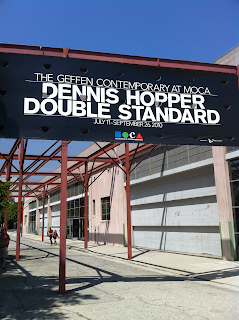 THE GEFFEN CONTEMPORARY AT MOCA
DENNIS HOPPER
DOUBLE STANDARD
JULY 11-SEPTEMBER 26, 2010
MOCA